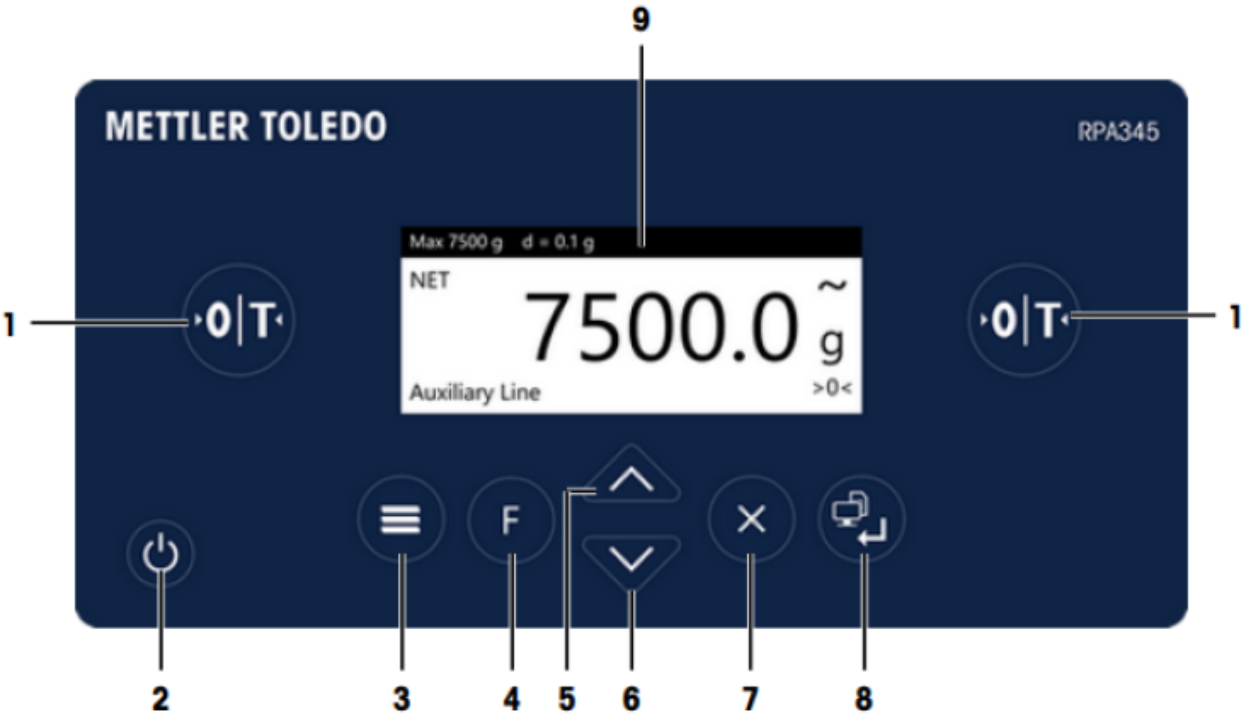 9
METTLER TOLEDO
RPA345
Max 7500 g d = 0.1 g
NET
7500.0 ~
g
Auxiliary Line >0<
1 0|T 0|T 1
F
2 3 4 5 6 7 8